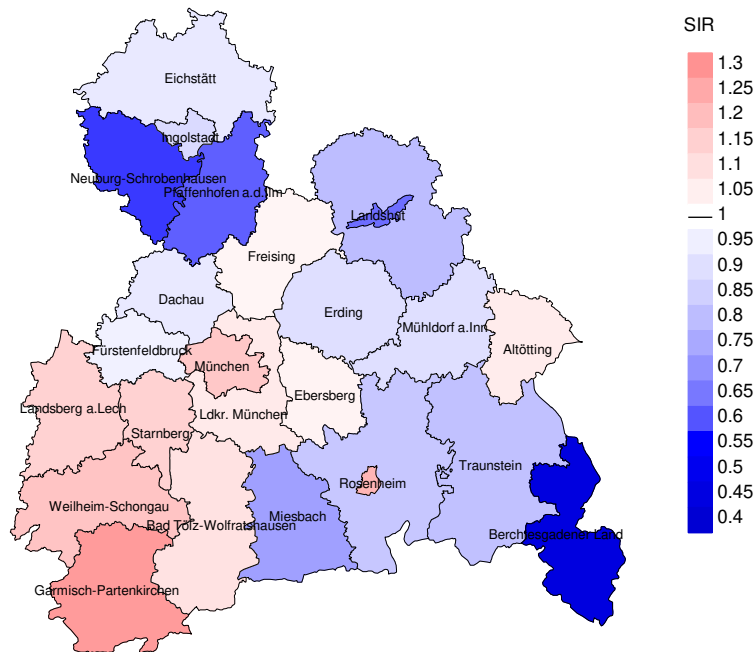 SIR
1.3
1.25
1.2
1.15
1.1
1.05
1
0.95
0.9
0.85
0.8
0.75
0.7
0.65
0.6
0.55
0.5
0.45
0.4
Eichstätt
Ingolstadt
Neuburg-Schrobenhausen
Pfaffenhofen a.d.Ilm
Landshut
Freising
Dachau
Erding
Mühldorf a.Inn
Altötting
Fürstenfeldbruck
München
Ebersberg
Landsberg a.Lech
Ldkr. München
Starnberg
Traunstein
Rosenheim
Weilheim-Schongau
Miesbach
Bad Tölz-Wolfratshausen
Berchtesgadener Land
Garmisch-Partenkirchen